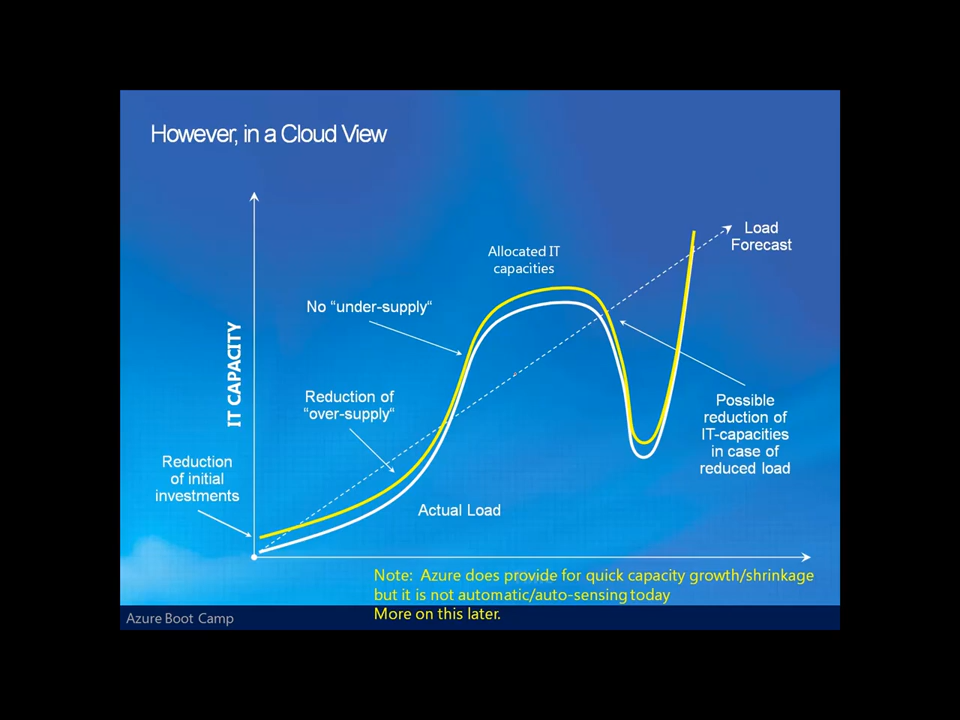 However, in a Cloud View
Load
Forecast
Allocated IT
capacities
No “under-supply“
IT CAPACITY
Reduction of
“over-supply“
Possible
reduction of
IT-capacities
in case of
reduced load
Reduction
of initial
investments
Actual Load
Note:  Azure does provide for quick capacity growth/shrinkage
but it is not automatic/auto-sensing today
More on this later.
Azure Boot Camp